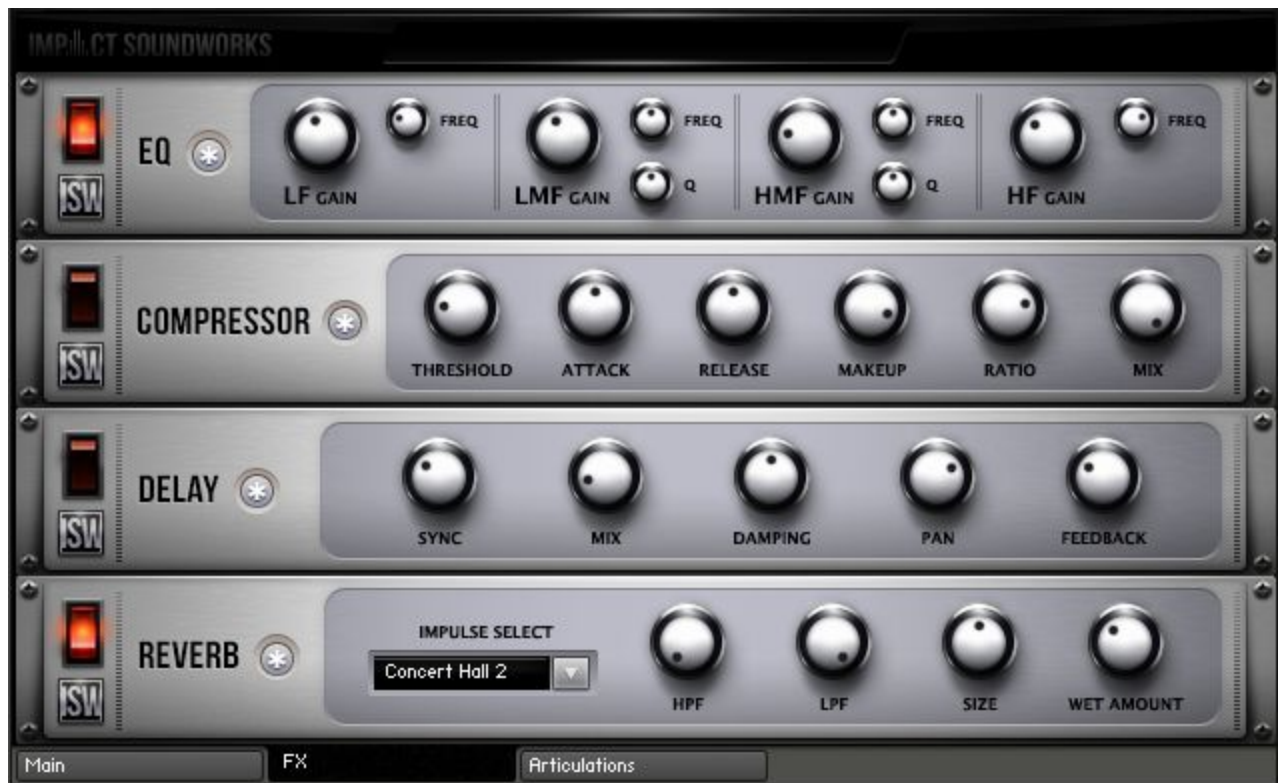 IMPACT SOUNDWORKS
EQ
LF GAIN
FREQ
LMF GAIN
FREQ
Q
HMF GAIN
FREQ
Q
HF GAIN
FREQ
ISW
COMPRESSOR
THRESHOLD
ATTACK
RELEASE
MAKEUP
RATIO
MIX
ISW
DELAY
SYNC
MIX
DAMPING
PAN
FEEDBACK
ISW
REVERB
IMPULSE SELECT
Concert Hall 2
HPF
LPF
SIZE
WET AMOUNT
ISW
Main
FX
Articulations